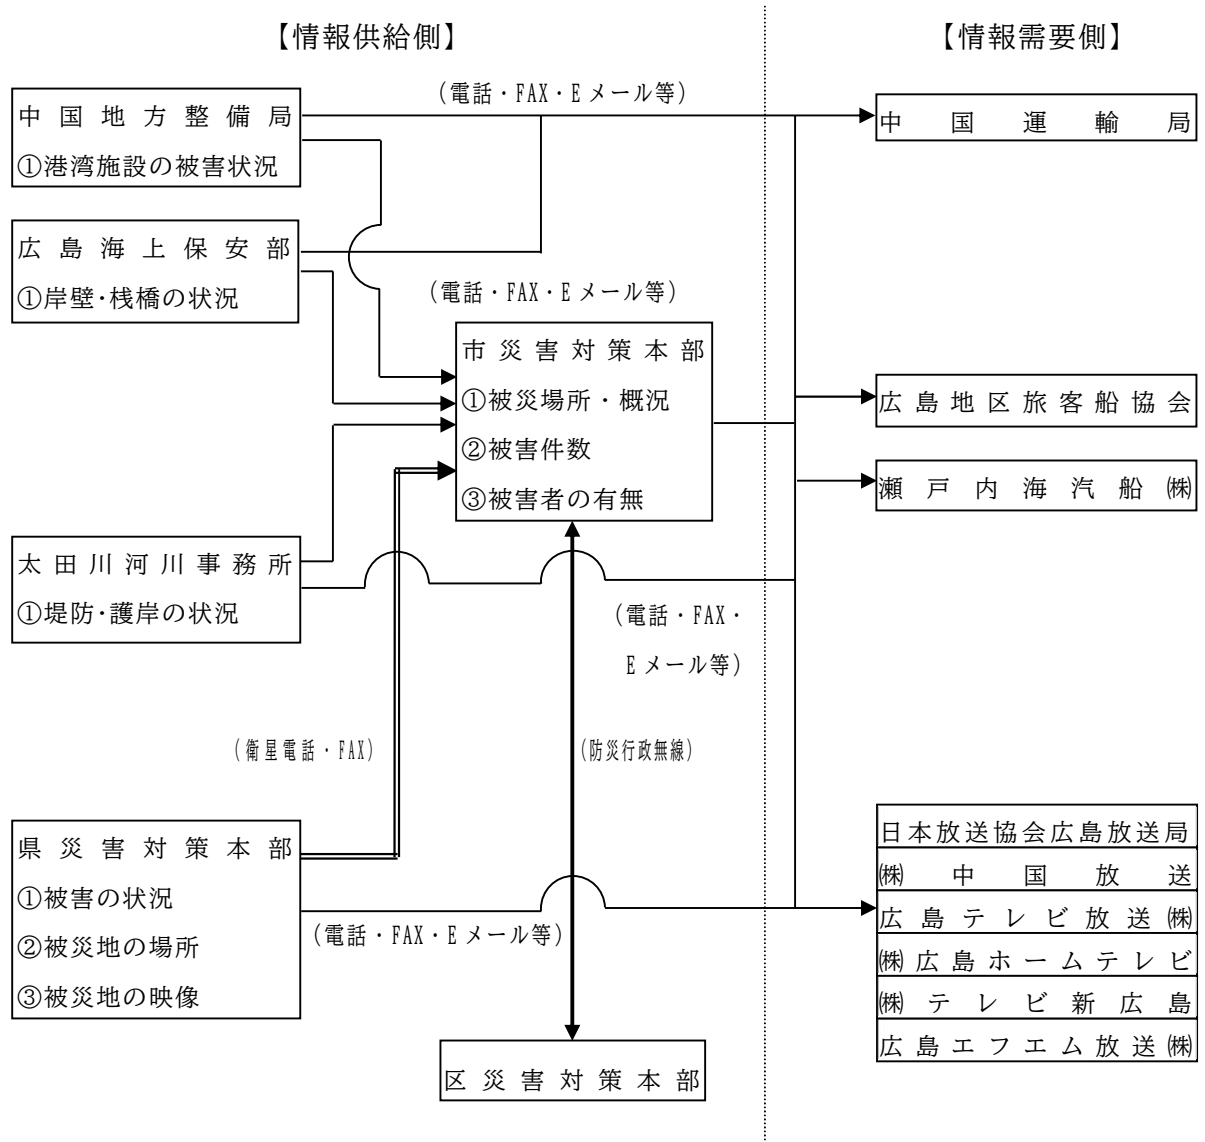 【情報供給側】
【情報需要側】
(電話・FAX・Eメール等)
中国地方整備局
①港湾施設の被害状況
中国運輸局
広島海上保安部
①岸壁・桟橋の状況
(電話・FAX・Eメール等)
市災害対策本部
①被災場所・概況
②被害件数
③被害者の有無
広島地区旅客船協会
瀬戸内海汽船㈱
太田川河川事務所
①堤防・護岸の状況
(電話・FAX・
Eメール等)
(衛星電話・FAX)
(防災行政無線)
県災害対策本部
①被害の状況
②被災地の場所
③被災地の映像
(電話・FAX・Eメール等)
日本放送協会広島放送局
㈱中国放送
広島テレビ放送㈱
㈱広島ホームテレビ
㈱テレビ新広島
広島エフエム放送㈱
区災害対策本部